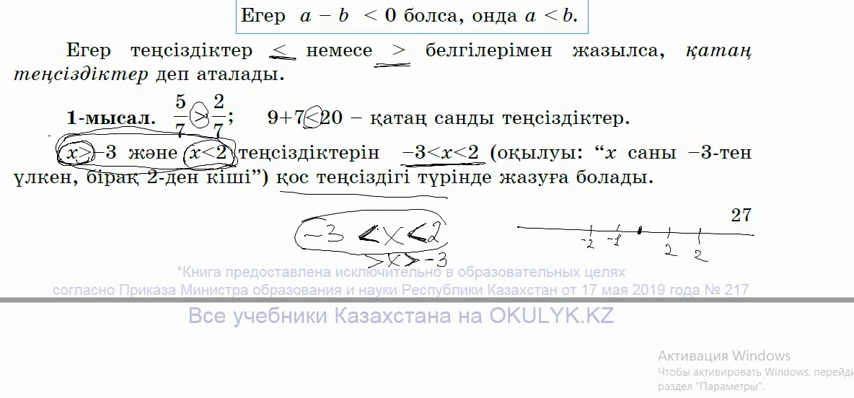 Егер a − b < 0 болса, онда a < b.
Егер теңсіздіктер < немесе > белгілерімен жазылса, қатаң
теңсіздіктер деп аталады.
1-мысал. 5/7 > 2/7; 9+7<20 – қатаң санды теңсіздіктер.
x>−3 және x<2 теңсіздіктерін −3<x<2 (оқылуы: “x саны −3-тен
үлкен, бірақ 2-ден кіші”) қос теңсіздігі түрінде жазуға болады.
27
−3 < x < 2
-2 -1 2 2
>x>-3
*Книга предоставлена исключительно в образовательных целях
согласно Приказа Министра образования и науки Республики Казахстан от 17 мая 2019 года № 217
Все учебники Казахстана на OKULYK.KZ
Активация Windows
Чтобы активировать Windows, перейди
раздел "Параметры".